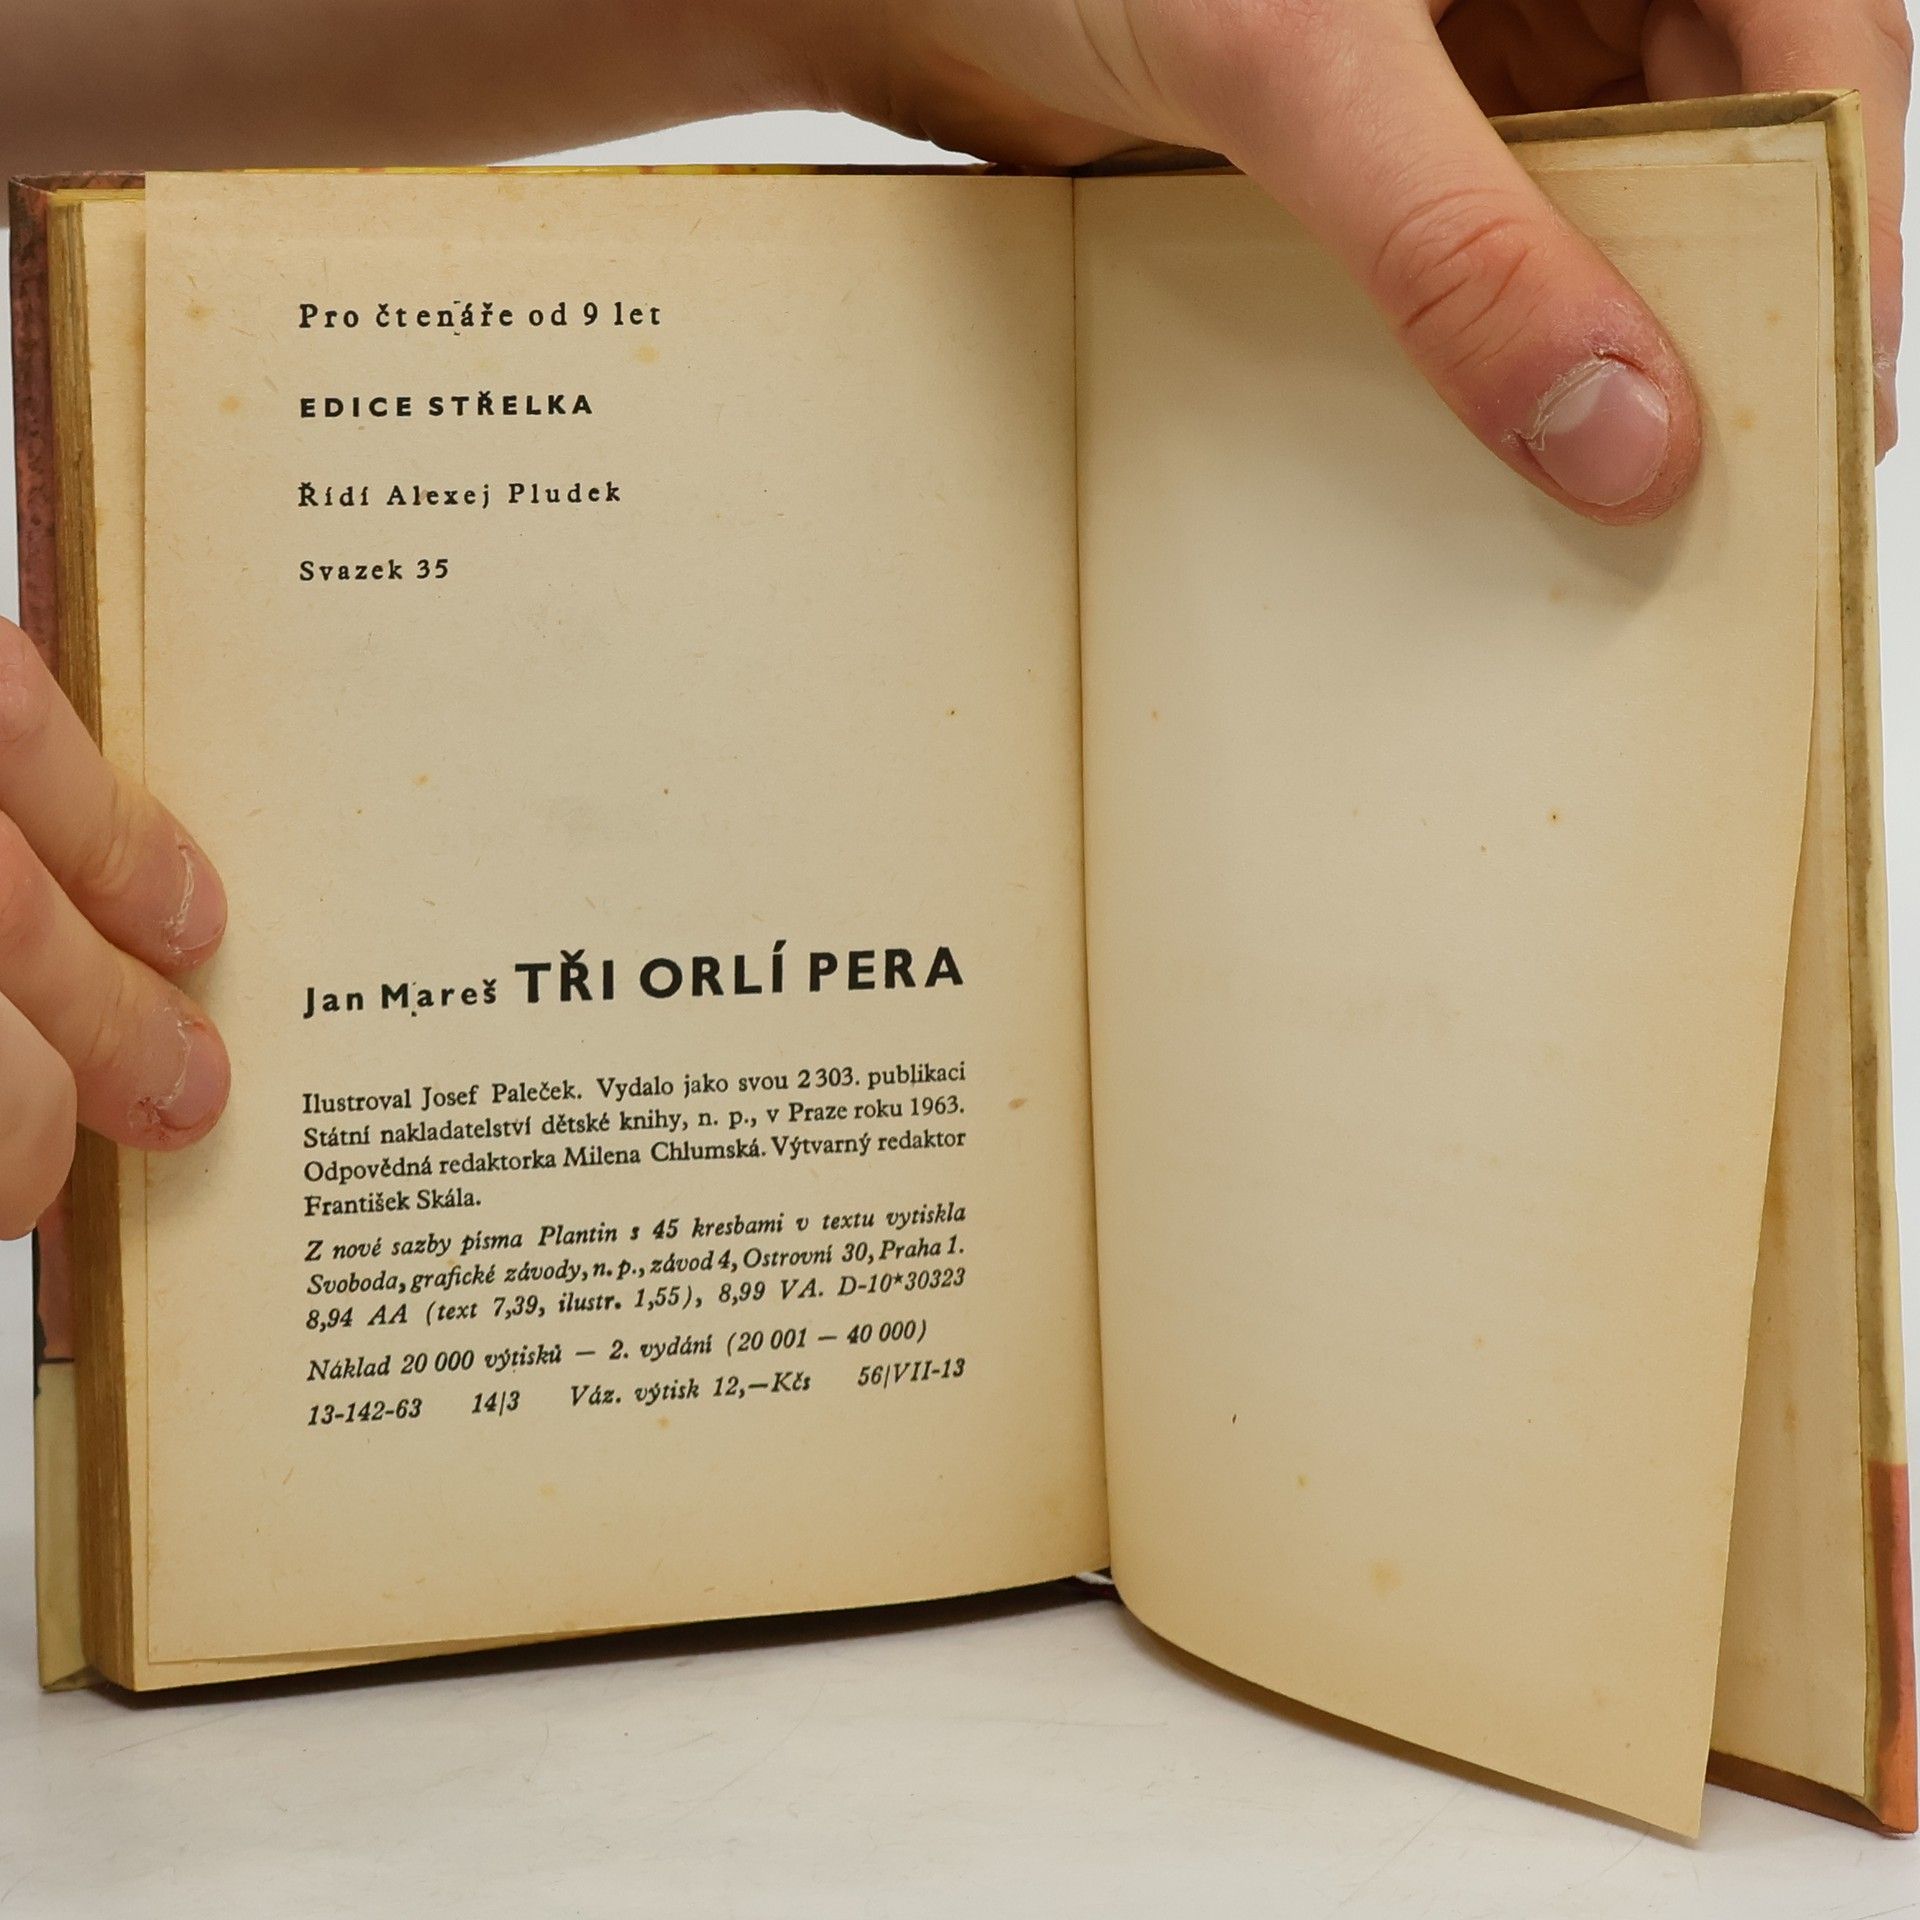 Pro čtenáře od 9 let
EDICE STŘELKA
Řídí Alexej Pludek
Svazek 35
Jan Mareš TŘI ORLÍ PERA
Ilustroval Josef Paleček. Vydalo jako svou 2 303. publikaci
Státní nakladatelství dětské knihy, n. p., v Praze roku 1963.
Odpovědná redaktorka Milena Chlumská. Výtvarný redaktor
František Skála.
Z nové sazby písma Plantin s 45 kresbami v textu vytiskla
Svoboda, grafické závody, n. p., závod 4, Ostrovní 30, Praha 1.
8,94 AA (text 7,39, ilustr. 1,55), 8,99 VA. D-10*30323
Náklad 20 000 výtisků — 2. vydání (20 001 — 40 000)
13-142-63 14/3 Váz. výtisk 12,—Kčs 56/VII-13